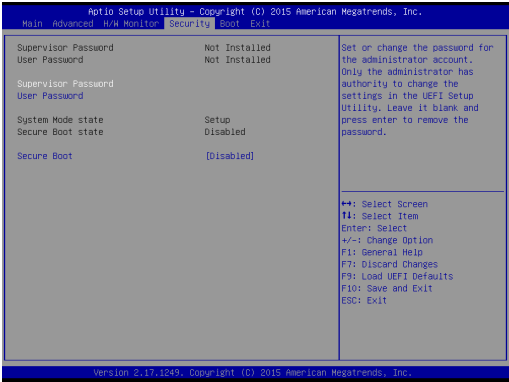 Aptio Setup Utility – Copyright (C) 2015 American Megatrends, Inc.
Main Advanced H/W Monitor Security Boot Exit
Supervisor Password Not Installed
User Password Not Installed
Supervisor Password
User Password
System Mode state Setup
Secure Boot state Disabled
Secure Boot [Disabled]
Set or change the password for
the administrator account.
Only the administrator has
authority to change the
settings in the UEFI Setup
Utility. Leave it blank and
press enter to remove the
password.
↔: Select Screen
↑↓: Select Item
Enter: Select
+/-: Change Option
F1: General Help
F7: Discard Changes
F9: Load UEFI Defaults
F10: Save and Exit
ESC: Exit
Version 2.17.1249. Copyright (C) 2015 American Megatrends, Inc.